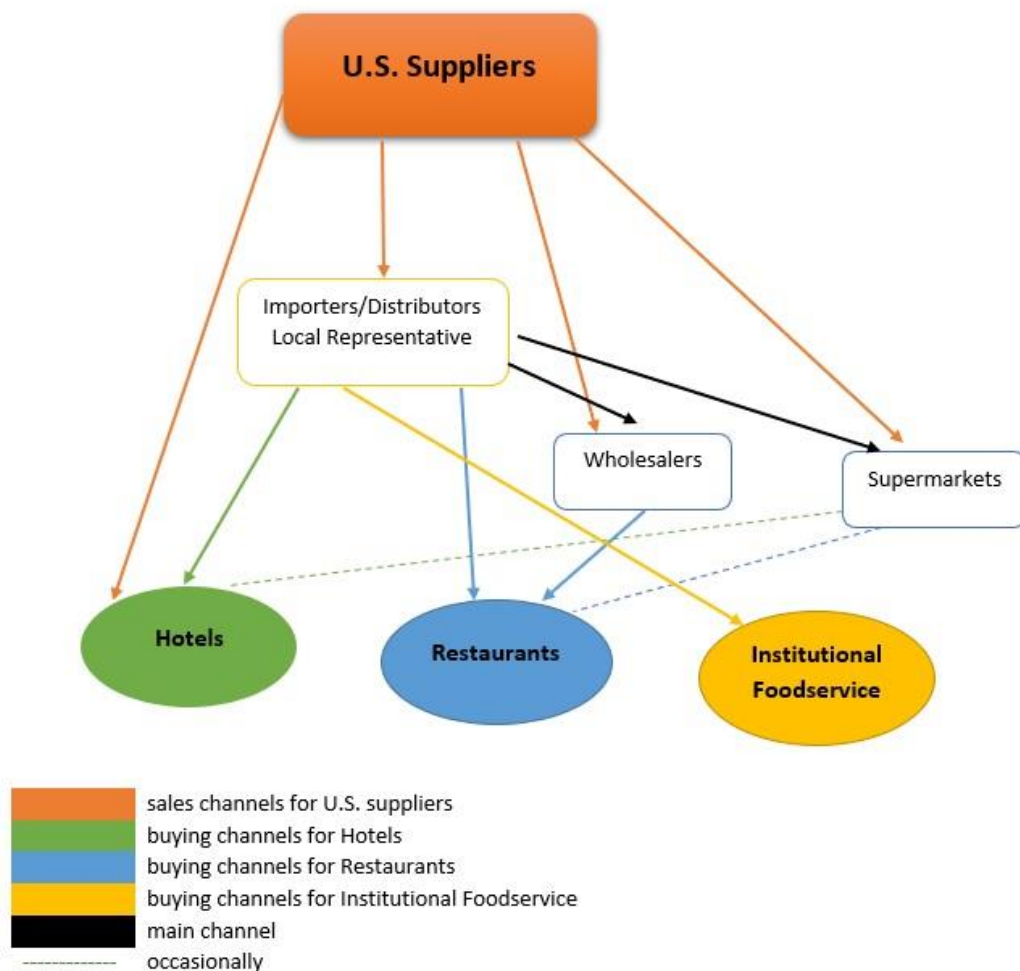 U.S. Suppliers
Importers/Distributors
Local Representative
Wholesalers
Supermarkets
Hotels
Restaurants
Institutional
Foodservice
sales channels for U.S. suppliers
buying channels for Hotels
buying channels for Restaurants
buying channels for Institutional Foodservice
main channel
occasionally